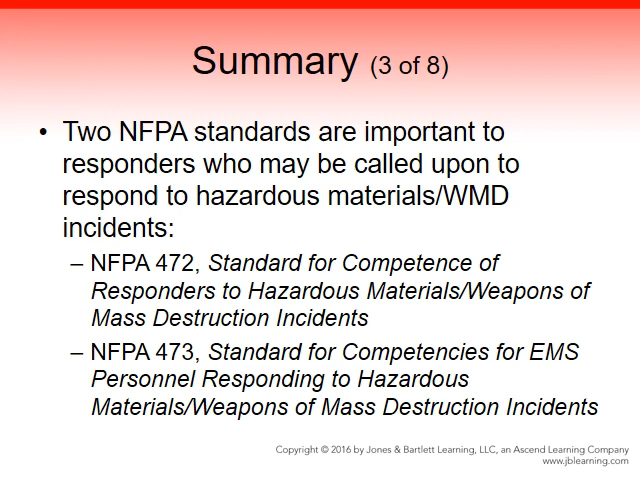 Summary (3 of 8)
• Two NFPA standards are important to
responders who may be called upon to
respond to hazardous materials/WMD
incidents:
– NFPA 472, Standard for Competence of
Responders to Hazardous Materials/Weapons of
Mass Destruction Incidents
– NFPA 473, Standard for Competencies for EMS
Personnel Responding to Hazardous
Materials/Weapons of Mass Destruction Incidents
Copyright © 2016 by Jones & Bartlett Learning, LLC, an Ascend Learning Company
www.jblearning.com